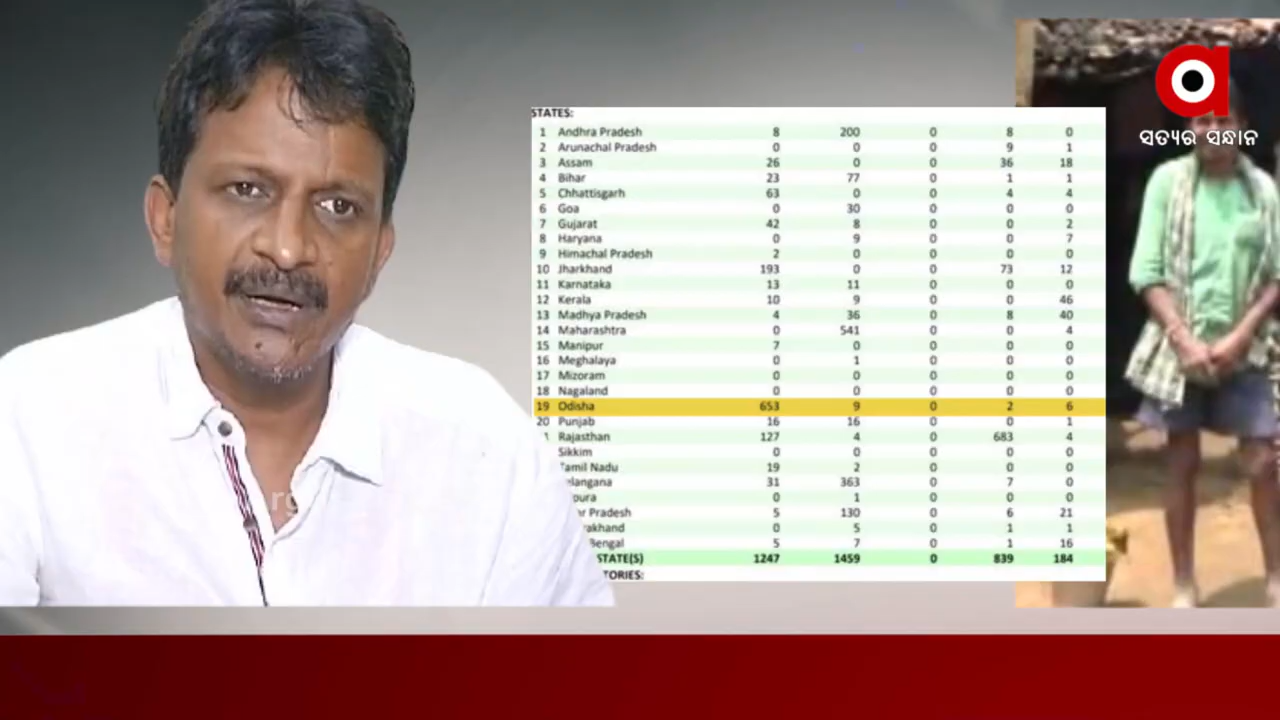 STATES:
1 Andhra Pradesh 8 200 0 8 0
2 Arunachal Pradesh 0 0 0 9 1
3 Assam 26 0 0 36 18
4 Bihar 23 77 0 1 1
5 Chhattisgarh 63 0 0 4 4
6 Goa 0 30 0 0 0
7 Gujarat 42 8 0 0 2
8 Haryana 0 9 0 0 7
9 Himachal Pradesh 2 0 0 0 0
10 Jharkhand 193 0 0 73 12
11 Karnataka 13 11 0 0 0
12 Kerala 10 9 0 0 46
13 Madhya Pradesh 4 36 0 8 40
14 Maharashtra 0 541 0 0 4
15 Manipur 7 0 0 0 0
16 Meghalaya 0 1 0 0 0
17 Mizoram 0 0 0 0 0
18 Nagaland 0 0 0 0 0
19 Odisha 653 9 0 2 6
20 Punjab 16 16 0 0 1
1 Rajasthan 127 4 0 683 4
Sikkim 0 0 0 0 0
Tamil Nadu 19 2 0 0 0
elangana 31 363 0 7 0
pura 0 1 0 0 0
ar Pradesh 5 130 0 6 21
rakhand 0 5 0 1 1
Bengal 5 7 0 1 16
STATE(S) 1247 1459 0 839 184
TORIES:
a
ସତ୍ୟର ସନ୍ଧାନ